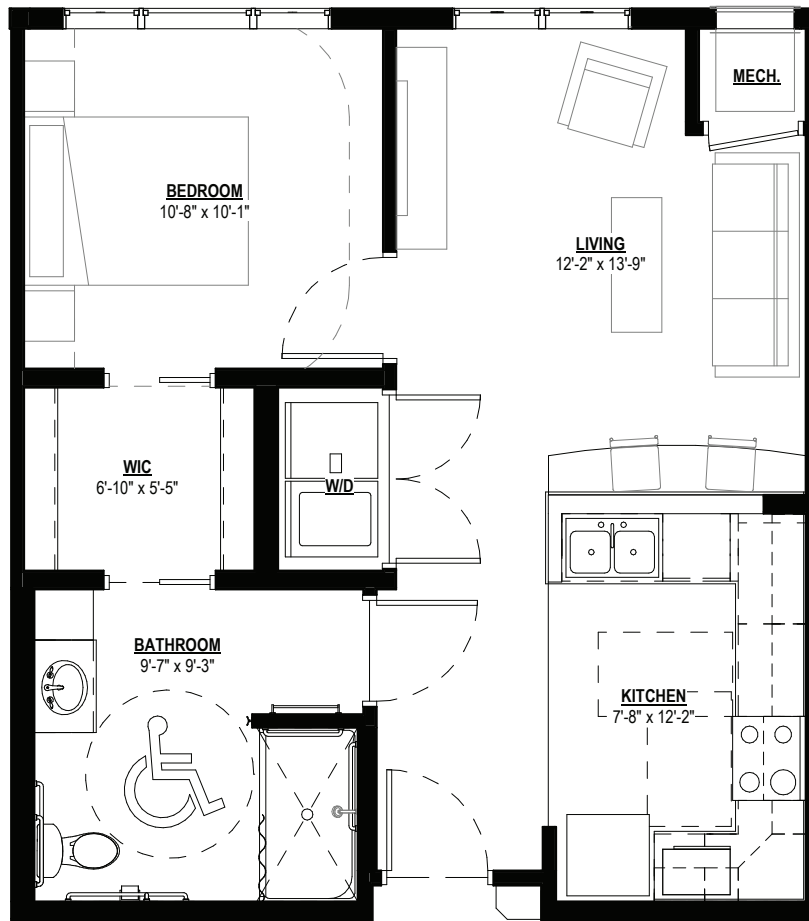 MECH.
BEDROOM
10'-8" x 10'-1"
LIVING
12'-2" x 13'-9"
WIC
6'-10" x 5'-5"
W/D
BATHROOM
9'-7" x 9'-3"
KITCHEN
7'-8" x 12'-2"